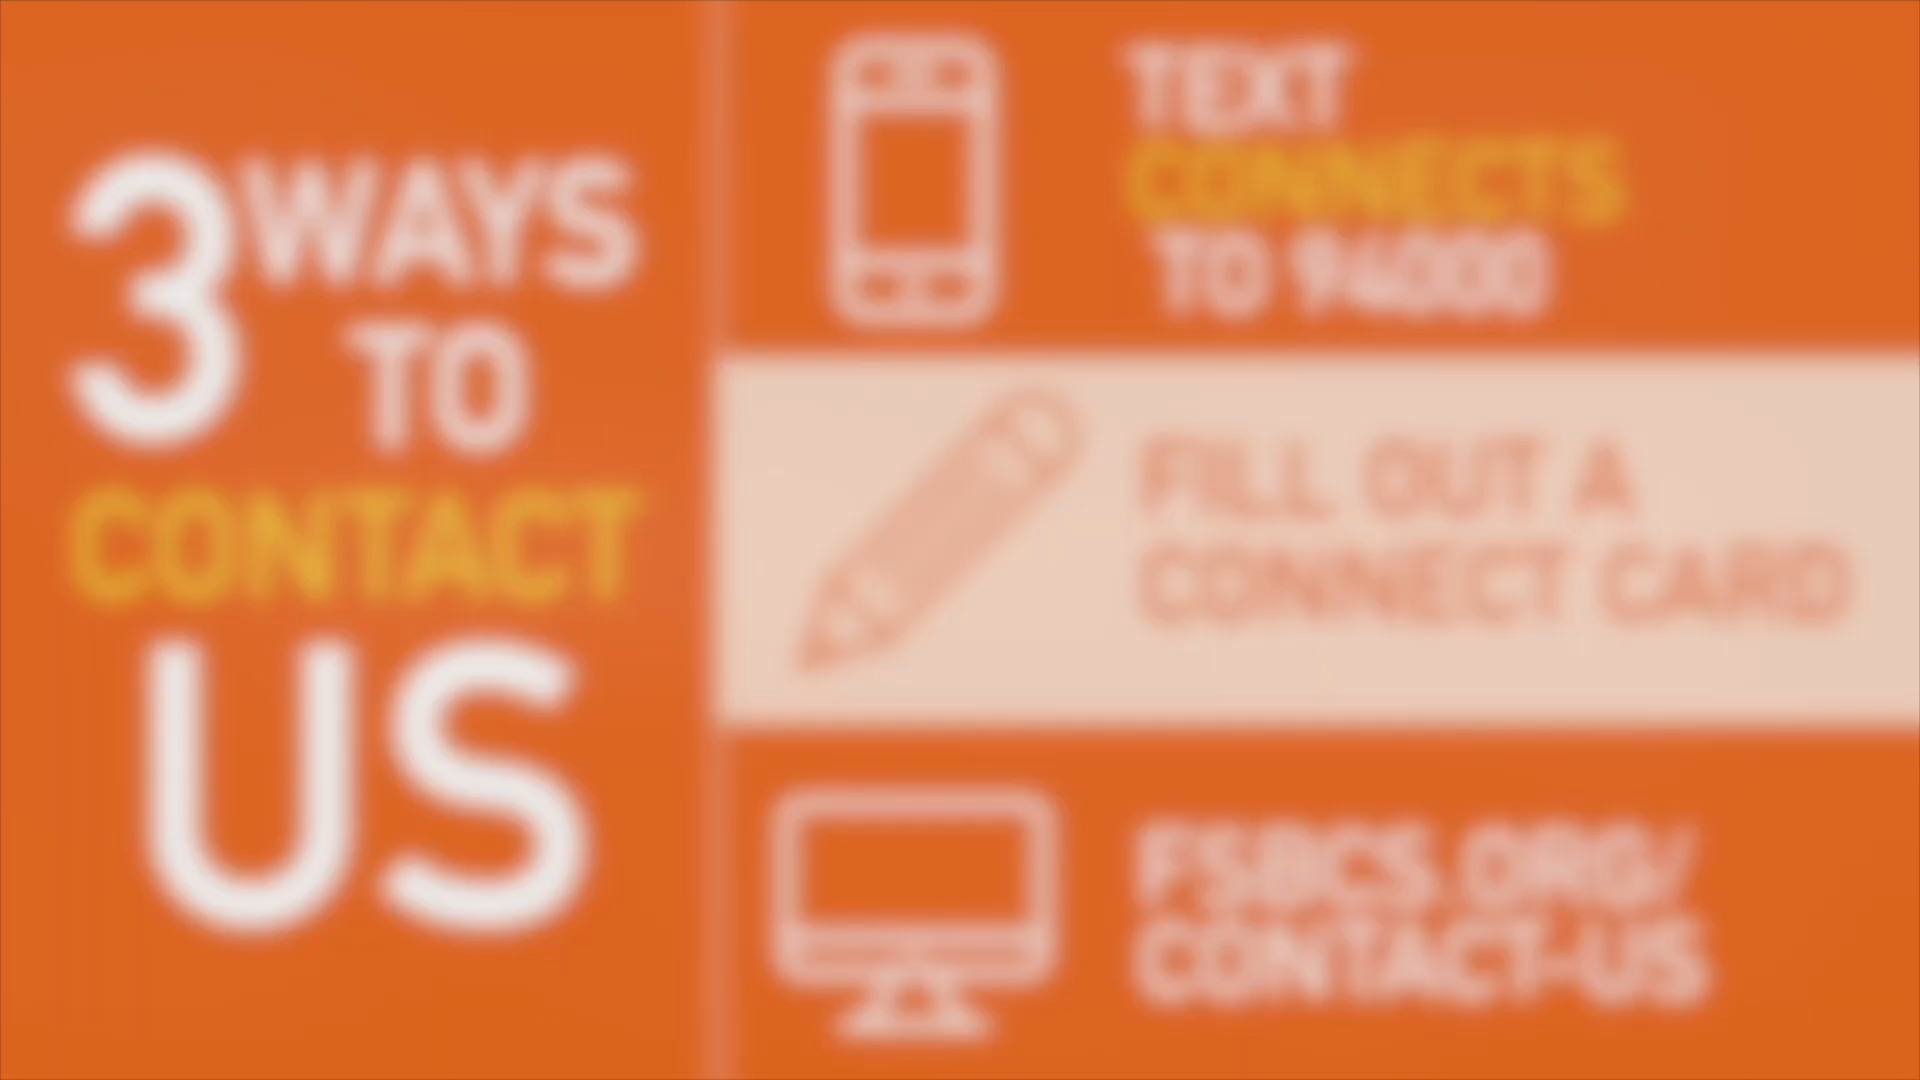 3 WAYS
TO
CONTACT
US
TEXT
CONNECTS
TO 94000
FILL OUT A
CONNECT CARD
FSBCS.ORG/
CONTACT-US